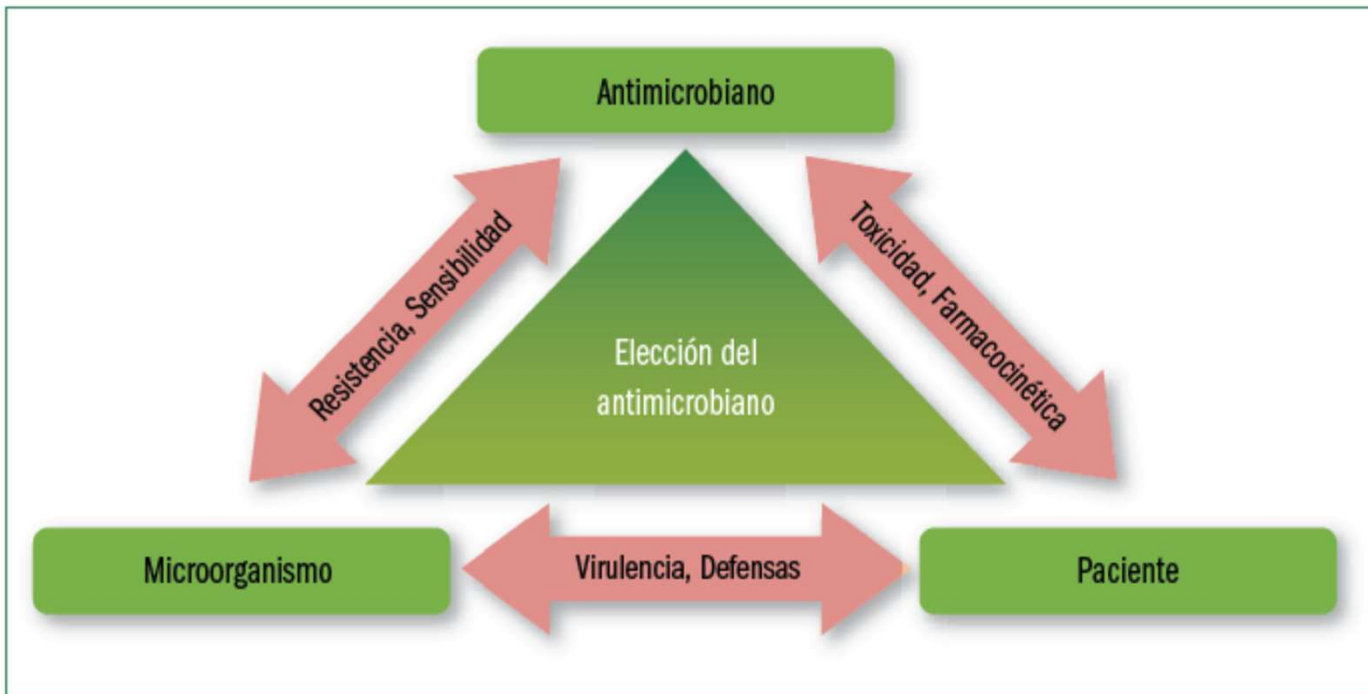 Antimicrobiano
Resistencia, Sensibilidad
Toxicidad, Farmacocinética
Elección del
antimicrobiano
Microorganismo
Virulencia, Defensas
Paciente